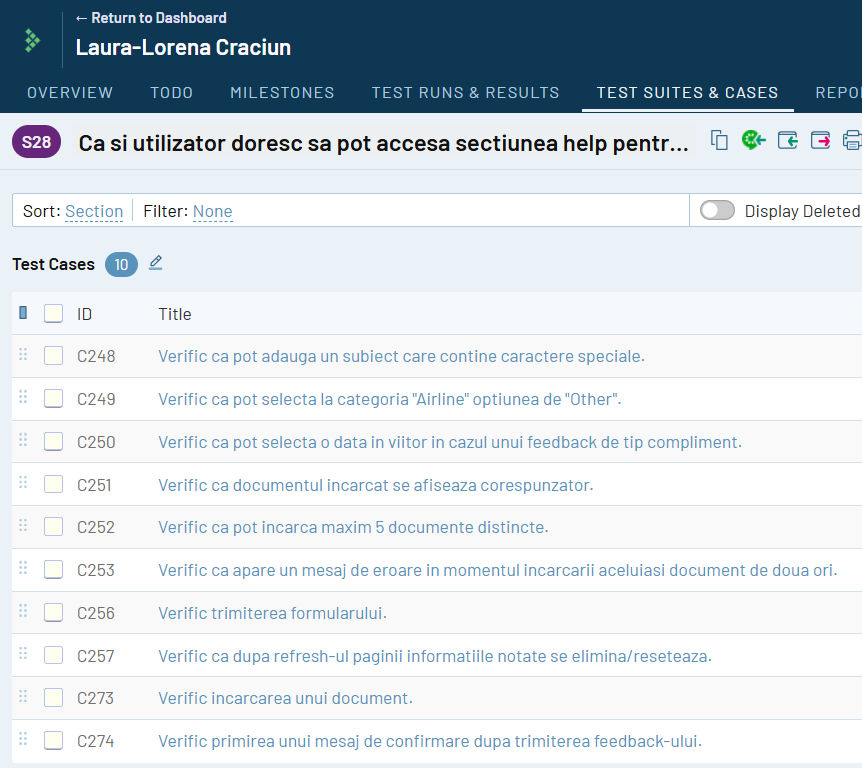 ← Return to Dashboard
Laura-Lorena Craciun
OVERVIEW TODO MILESTONES TEST RUNS & RESULTS TEST SUITES & CASES REPO
S28 Ca si utilizator doresc sa pot accesa sectiunea help pentr...
Sort: Section Filter: None Display Deleted
Test Cases 10
ID Title
C248 Verific ca pot adauga un subiect care contine caractere speciale.
C249 Verific ca pot selecta la categoria "Airline" optiunea de "Other".
C250 Verific ca pot selecta o data in viitor in cazul unui feedback de tip compliment.
C251 Verific ca documentul incarcat se afiseaza corespunzator.
C252 Verific ca pot incarca maxim 5 documente distincte.
C253 Verific ca apare un mesaj de eroare in momentul incarcarii aceluiasi document de doua ori.
C256 Verific trimiterea formularului.
C257 Verific ca dupa refresh-ul paginii informatiile notate se elimina/reseteaza.
C273 Verific incarcarea unui document.
C274 Verific primirea unui mesaj de confirmare dupa trimiterea feedback-ului.